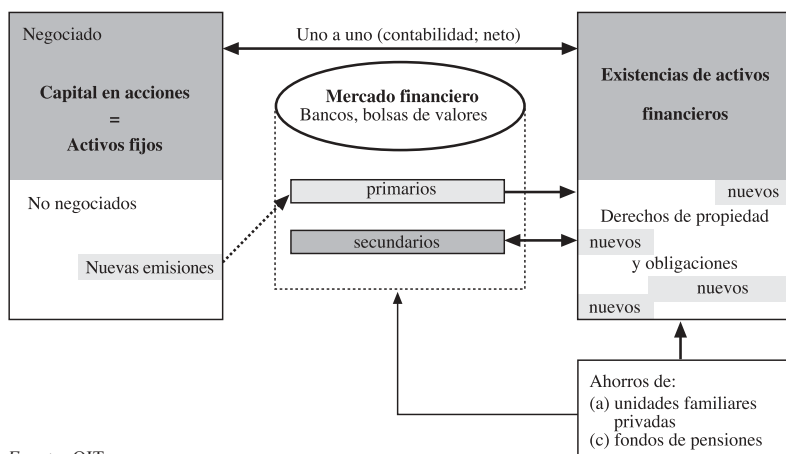 Negociado
Capital en acciones
=
Activos fijos
No negociados
Nuevas emisiones
Uno a uno (contabilidad; neto)
Mercado financiero
Bancos, bolsas de valores
primarios
secundarios
Existencias de activos
financieros
nuevos
Derechos de propiedad
nuevos
y obligaciones
nuevos
nuevos
Ahorros de:
(a) unidades familiares
privadas
(c) fondos de pensiones